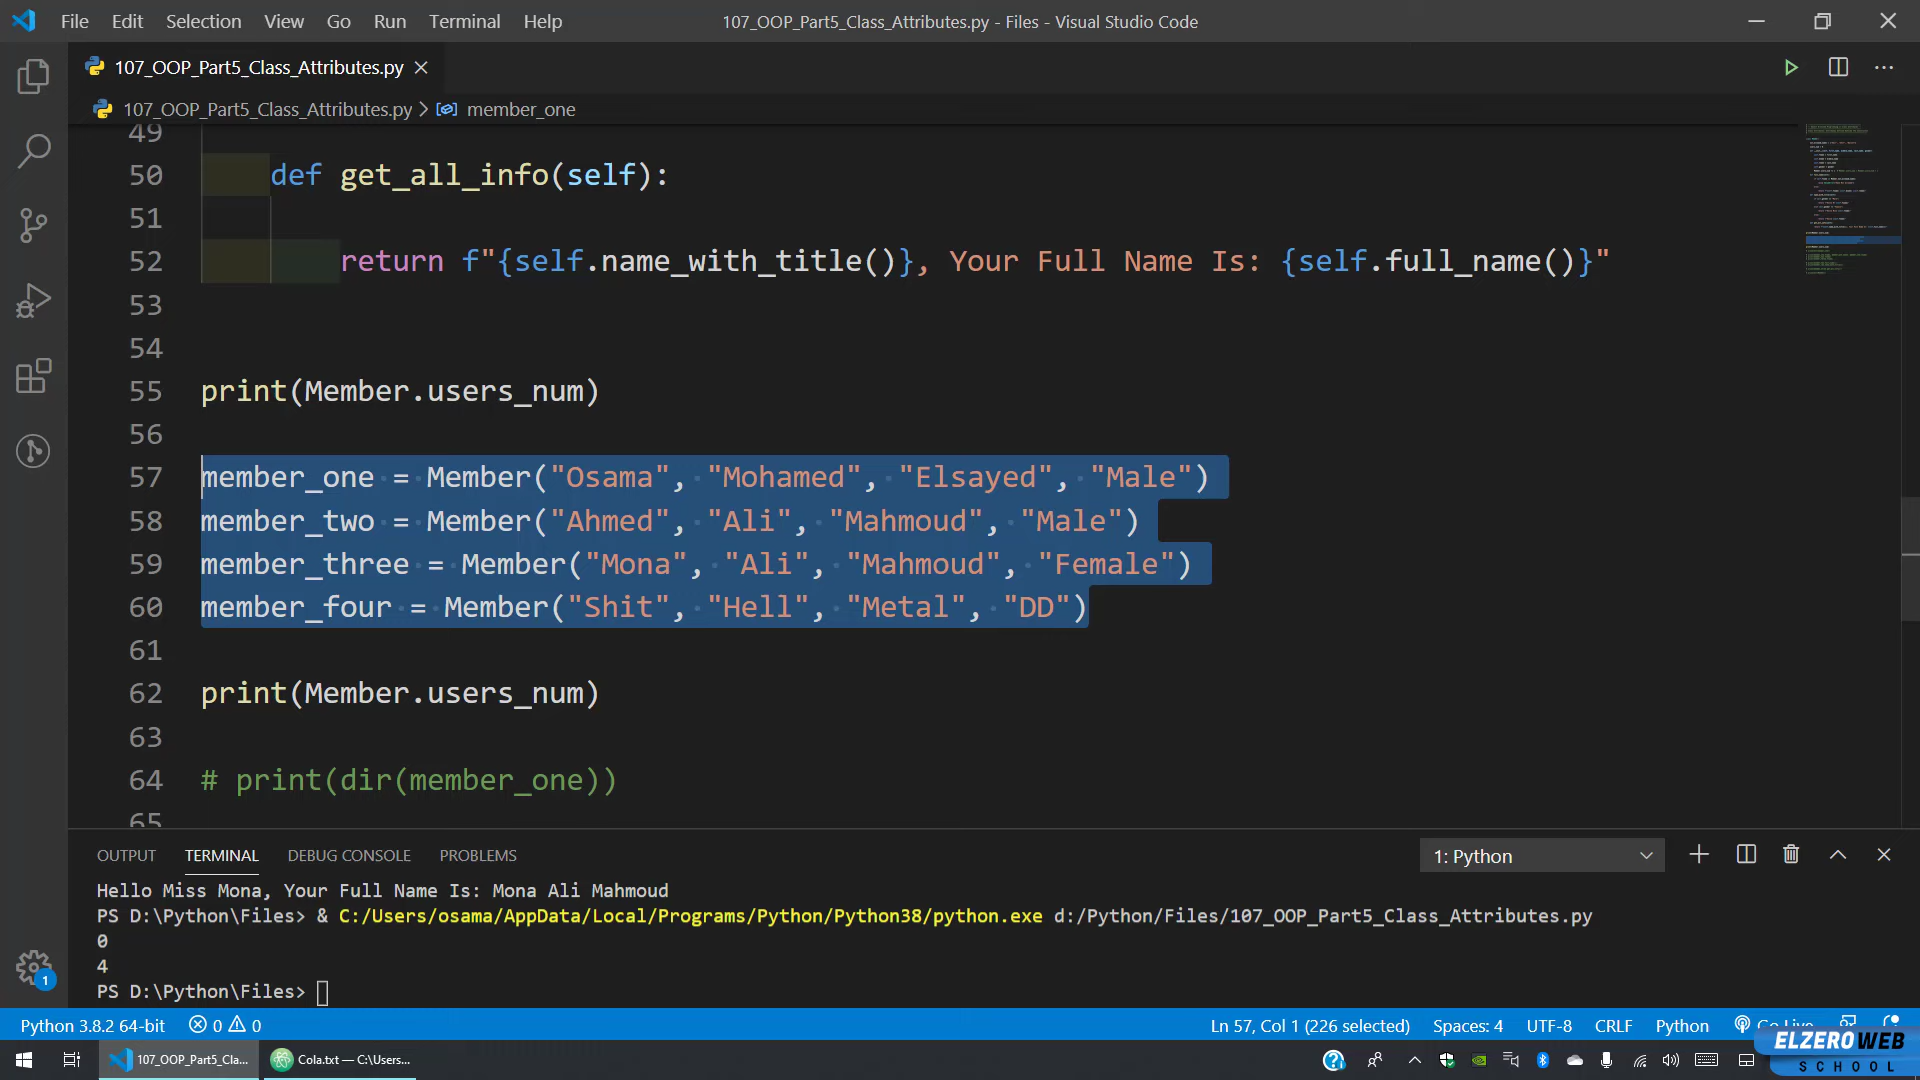 File Edit Selection View Go Run Terminal Help 107_OOP_Part5_Class_Attributes.py - Files - Visual Studio Code
107_OOP_Part5_Class_Attributes.py
107_OOP_Part5_Class_Attributes.py > member_one
49
50 def get_all_info(self):
51
52 return f"{self.name_with_title()}, Your Full Name Is: {self.full_name()}"
53
54
55 print(Member.users_num)
56
57 member_one = Member("Osama", "Mohamed", "Elsayed", "Male")
58 member_two = Member("Ahmed", "Ali", "Mahmoud", "Male")
59 member_three = Member("Mona", "Ali", "Mahmoud", "Female")
60 member_four = Member("Shit", "Hell", "Metal", "DD")
61
62 print(Member.users_num)
63
64 # print(dir(member_one))
65
OUTPUT TERMINAL DEBUG CONSOLE PROBLEMS 1: Python
Hello Miss Mona, Your Full Name Is: Mona Ali Mahmoud
PS D:\Python\Files> & C:/Users/osama/AppData/Local/Programs/Python/Python38/python.exe d:/Python/Files/107_OOP_Part5_Class_Attributes.py
0
4
PS D:\Python\Files>
1
Python 3.8.2 64-bit 0 0 Ln 57, Col 1 (226 selected) Spaces: 4 UTF-8 CRLF Python Go Live
107_OOP_Part5_Cla... Cola.txt — C:\Users...
ELZEROWEB
SCHOOL